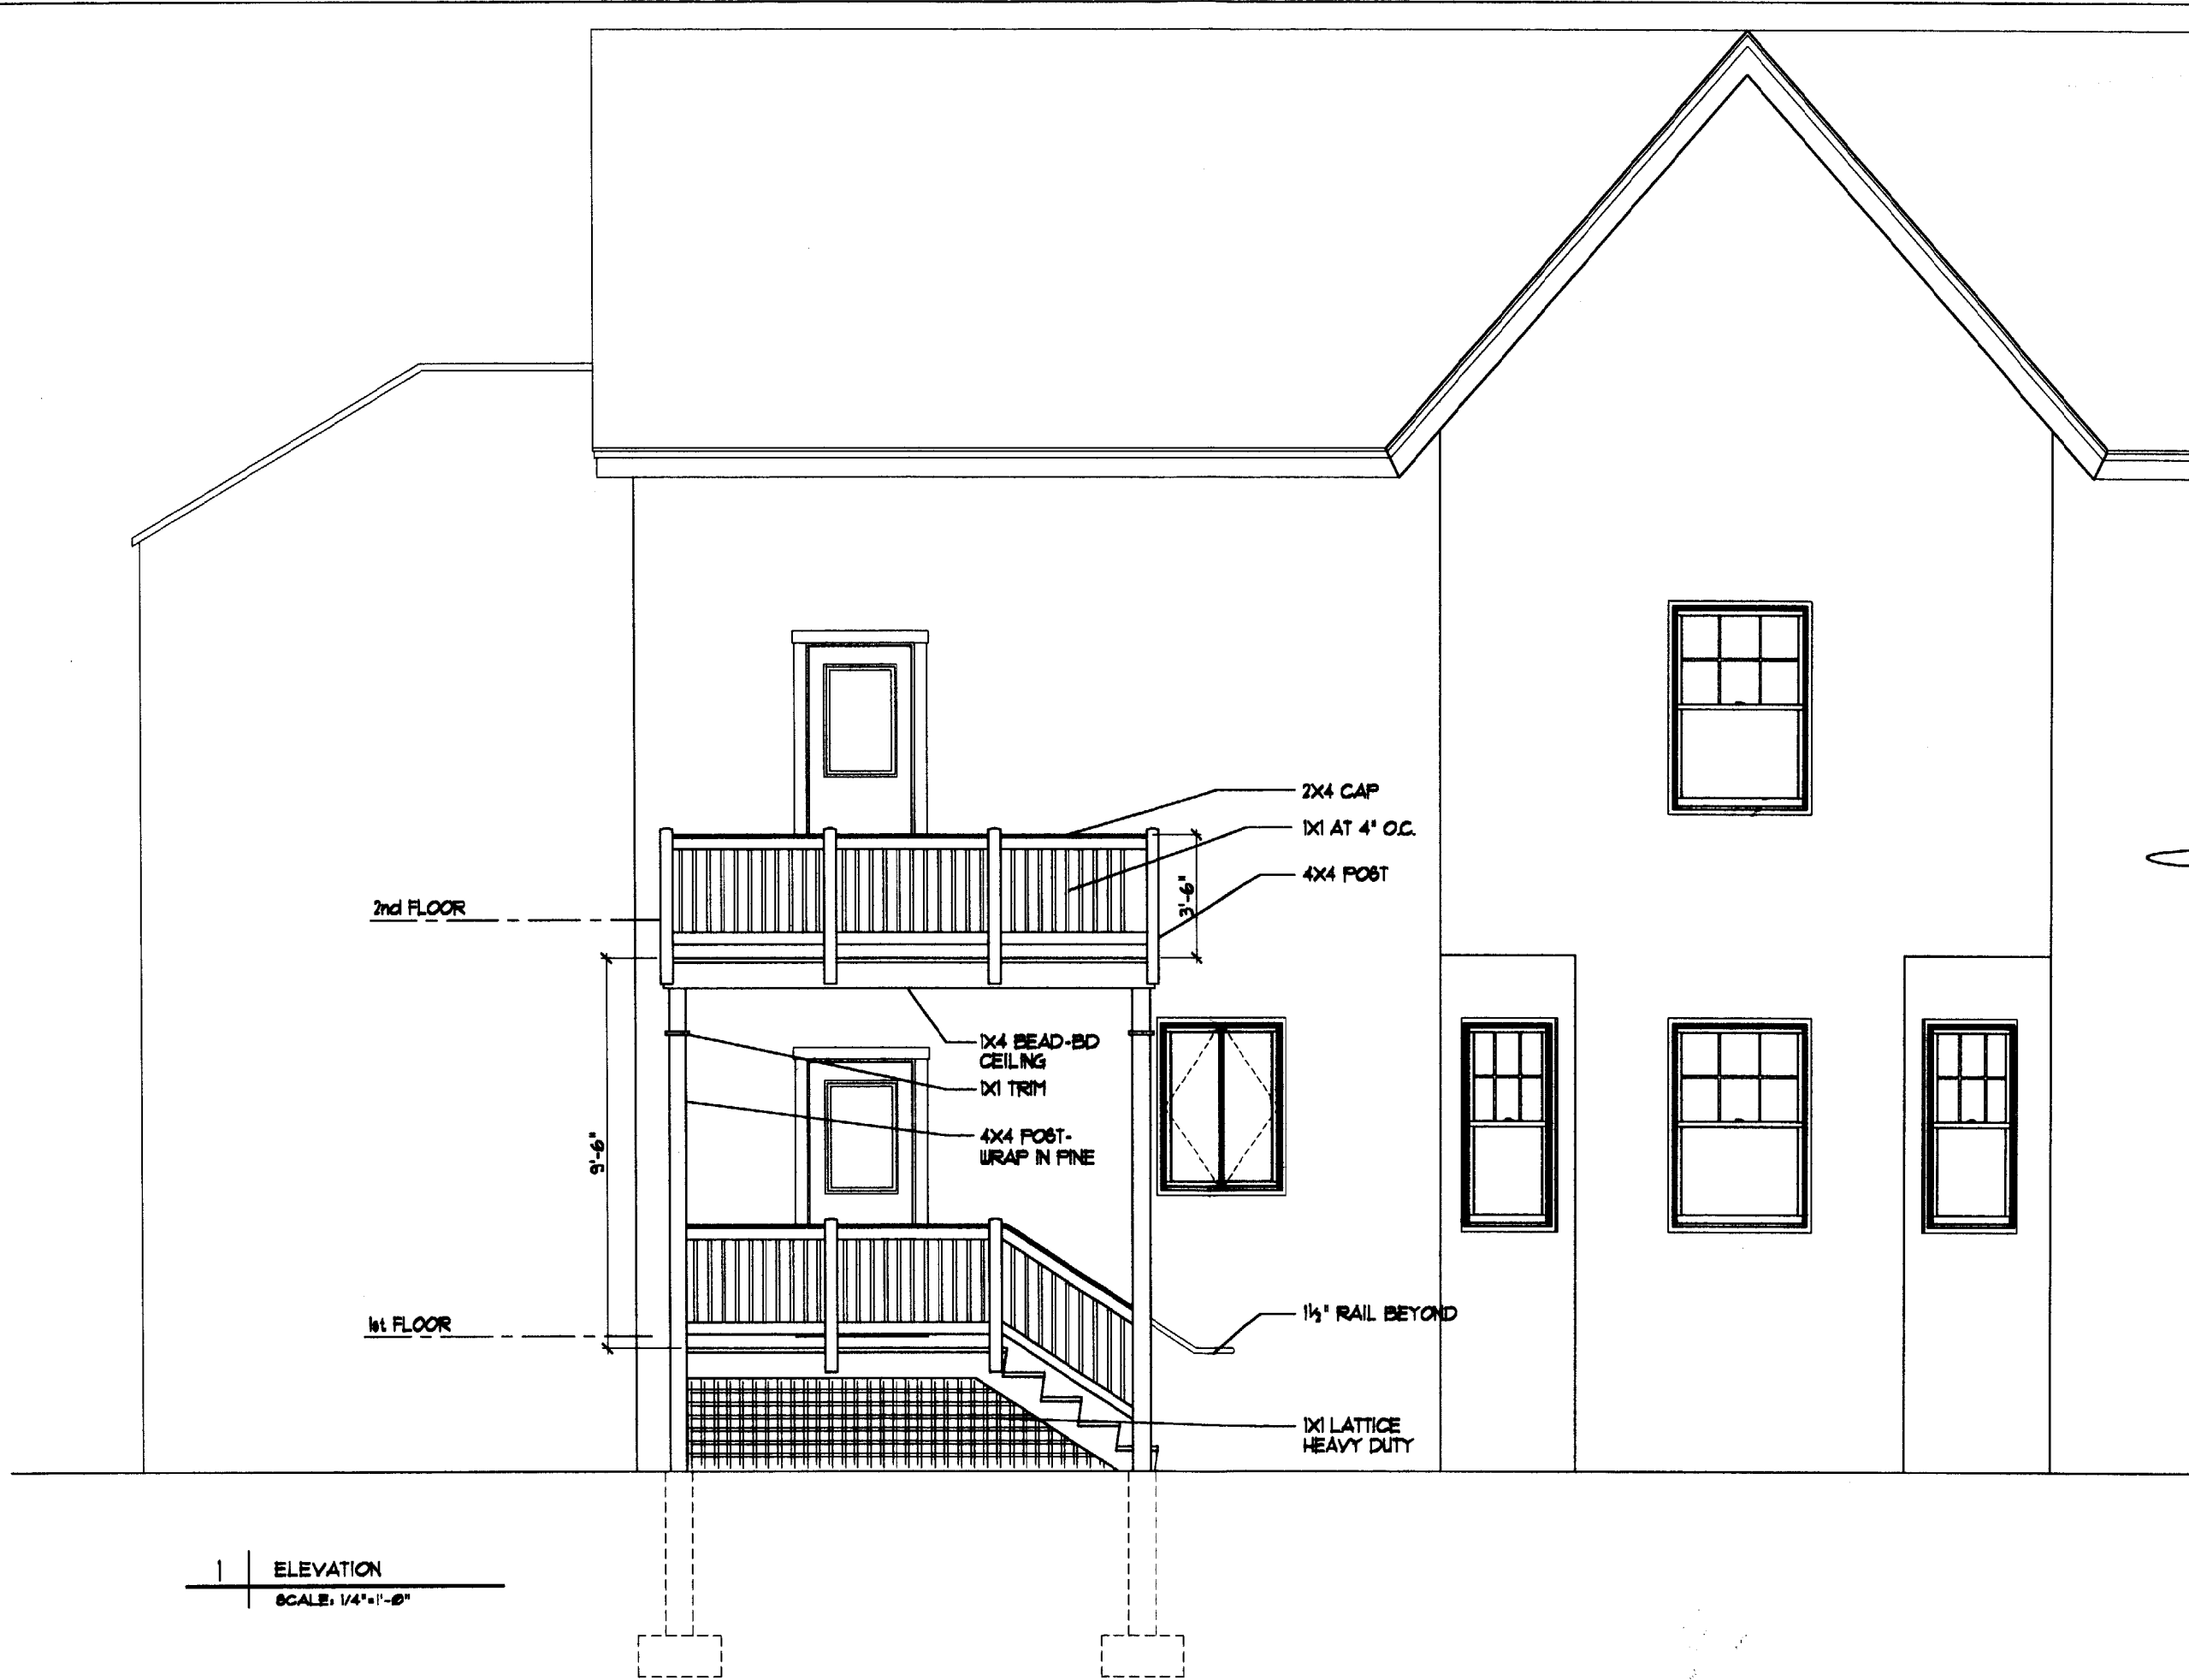 2X4 CAP
1X1 AT 4" O.C.
4X4 POST
3'-6"
2nd FLOOR
1X4 BEAD-BD
CEILING
1X1 TRIM
4X4 POST-
WRAP IN PINE
9'-6"
1st FLOOR
1½" RAIL BEYOND
1X1 LATTICE
HEAVY DUTY
1 ELEVATION
SCALE: 1/4"=1'-0"